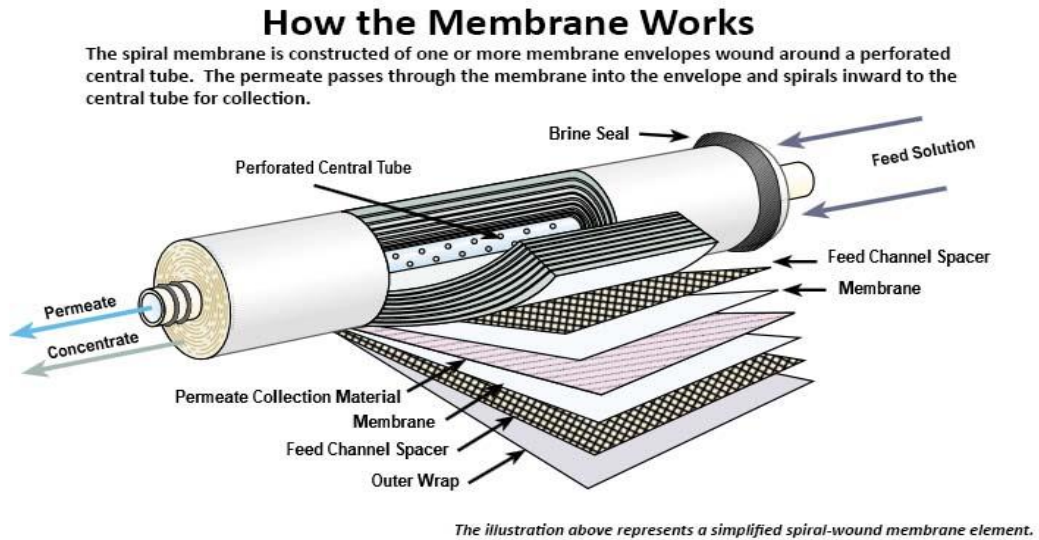 How the Membrane Works
The spiral membrane is constructed of one or more membrane envelopes wound around a perforated
central tube. The permeate passes through the membrane into the envelope and spirals inward to the
central tube for collection.
Brine Seal
Feed Solution
Perforated Central Tube
Feed Channel Spacer
Membrane
Permeate
Concentrate
Permeate Collection Material
Membrane
Feed Channel Spacer
Outer Wrap
The illustration above represents a simplified spiral-wound membrane element.